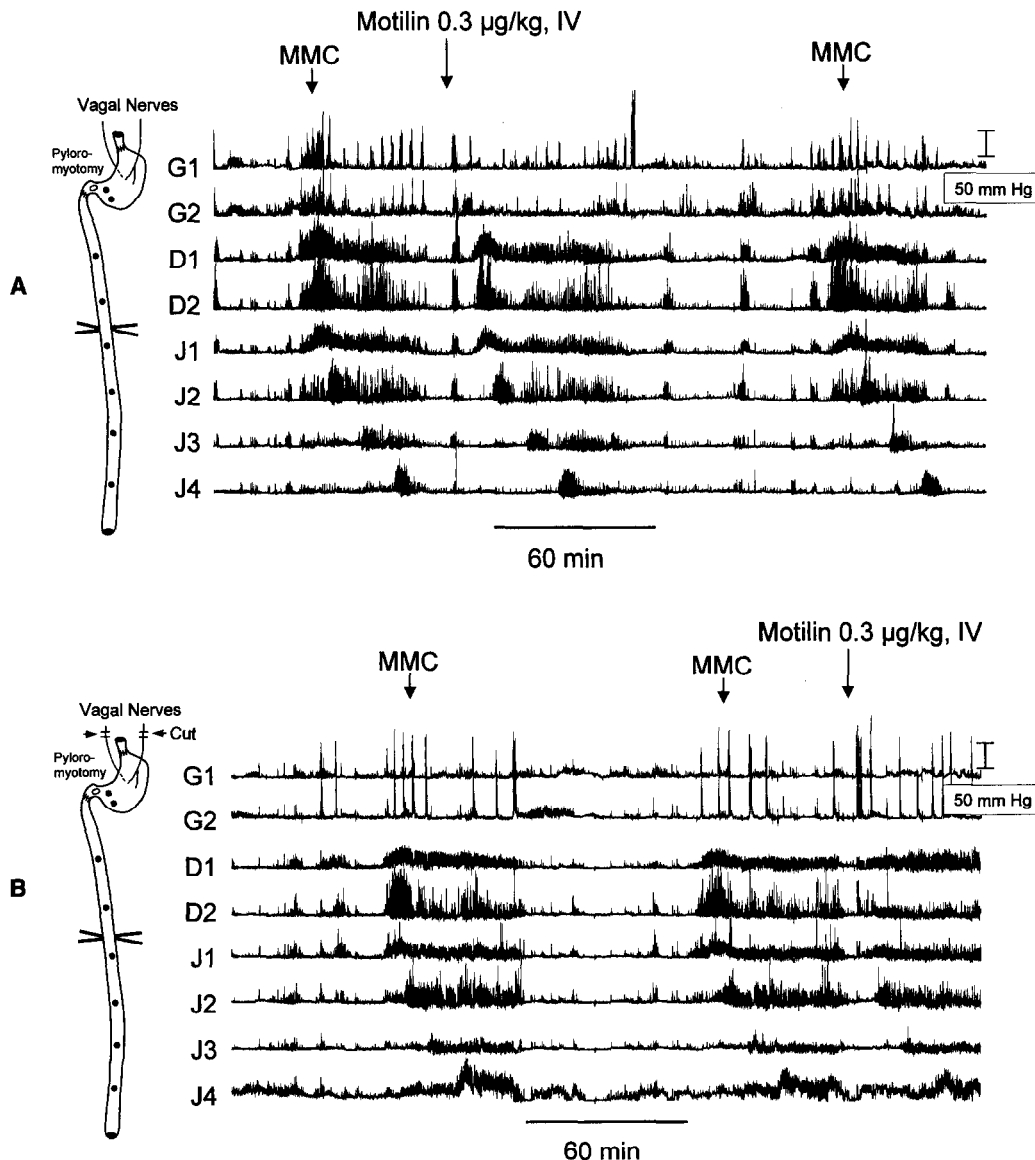 Motilin 0.3 µg/kg, IV
MMC
MMC
Vagal Nerves
Pyloro-
myotomy
G1
50 mm Hg
G2
D1
A
D2
J1
J2
J3
J4
60 min
Motilin 0.3 µg/kg, IV
MMC
MMC
Vagal Nerves
Cut
Pyloro-
myotomy
G1
50 mm Hg
G2
D1
B
D2
J1
J2
J3
J4
60 min